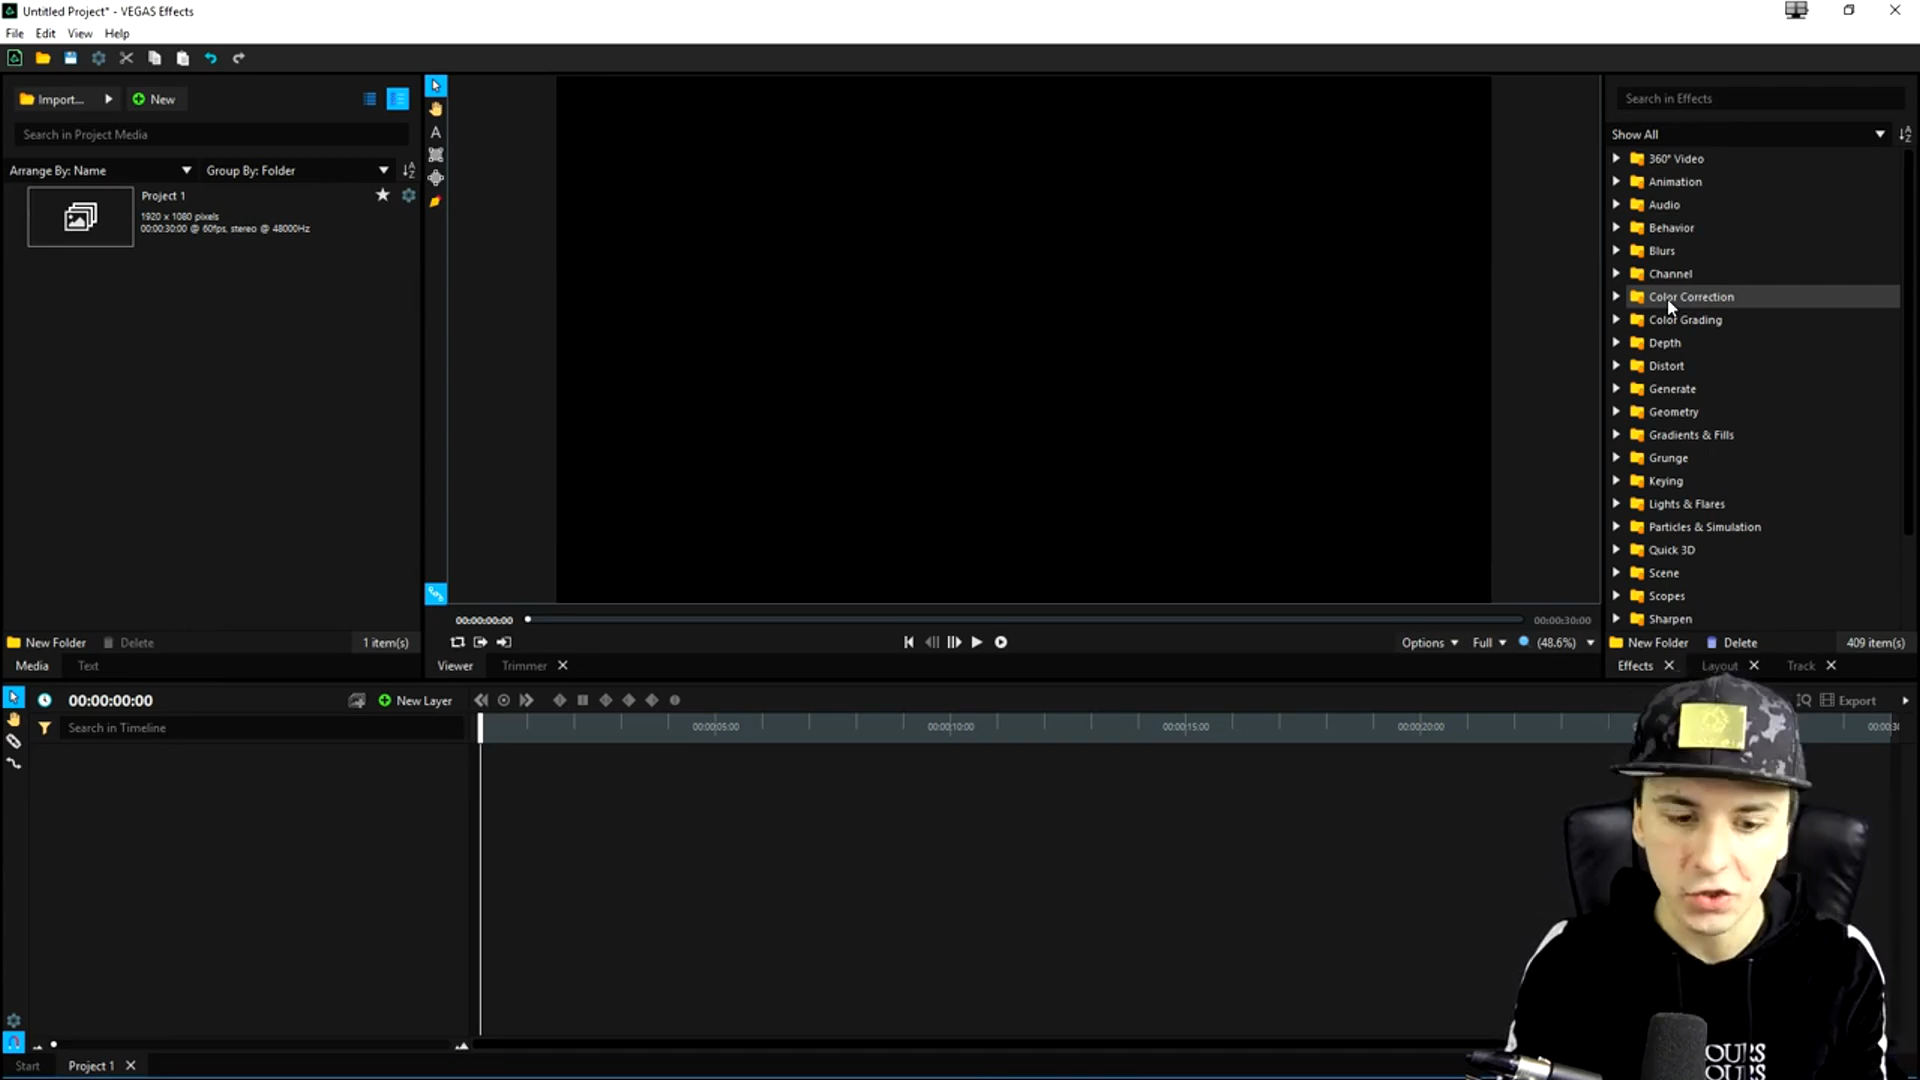 Untitled Project* - VEGAS Effects
File Edit View Help
Import... New
Search in Project Media
Arrange By: Name Group By: Folder
Project 1
1920 x 1080 pixels
00:00:30:00 @ 60fps, stereo @ 48000Hz
New Folder Delete 1 item(s)
Media Text
A
00:00:00:00 00:00:30:00
Options Full (48.6%)
Viewer Trimmer
Search in Effects
Show All
360° Video
Animation
Audio
Behavior
Blurs
Channel
Color Correction
Color Grading
Depth
Distort
Generate
Geometry
Gradients & Fills
Grunge
Keying
Lights & Flares
Particles & Simulation
Quick 3D
Scene
Scopes
Sharpen
New Folder Delete 409 item(s)
Effects Layout Track
00:00:00:00 New Layer Export
Search in Timeline
00:00:05:00 00:00:10:00 00:00:15:00 00:00:20:00
Start Project 1
OURS
OURS